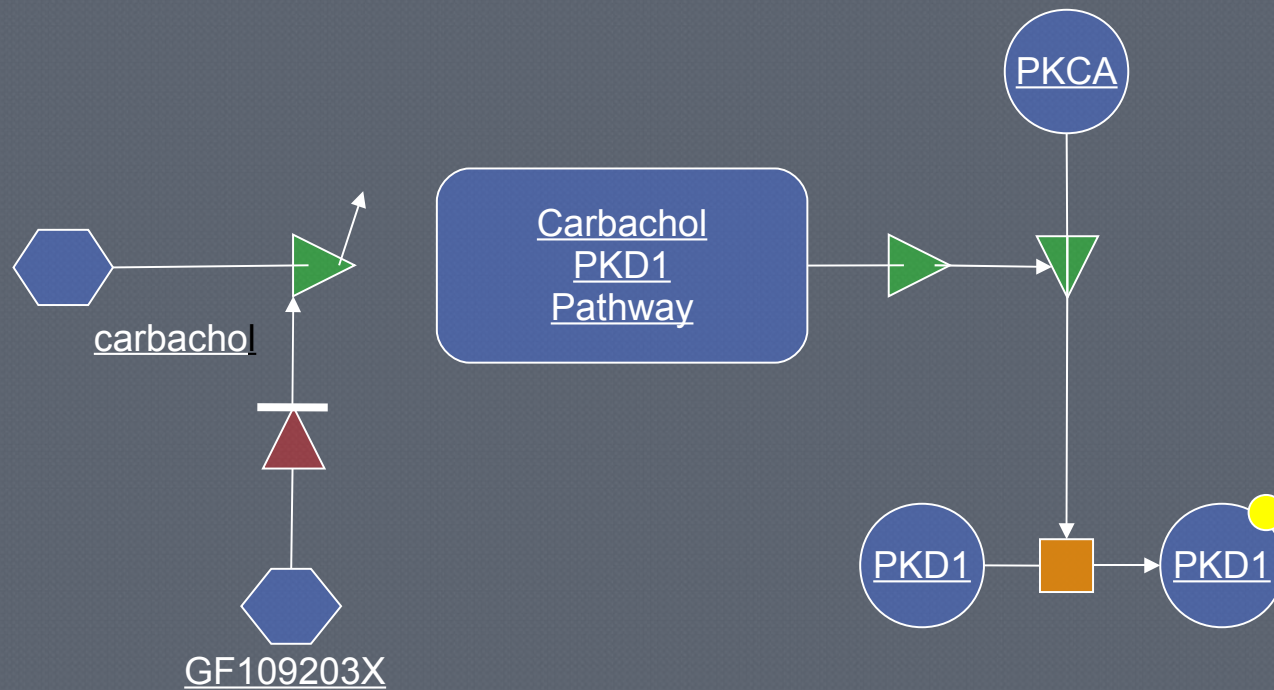 PKCA
Carbachol
PKD1
Pathway
carbachol
PKD1
PKD1
GF109203X